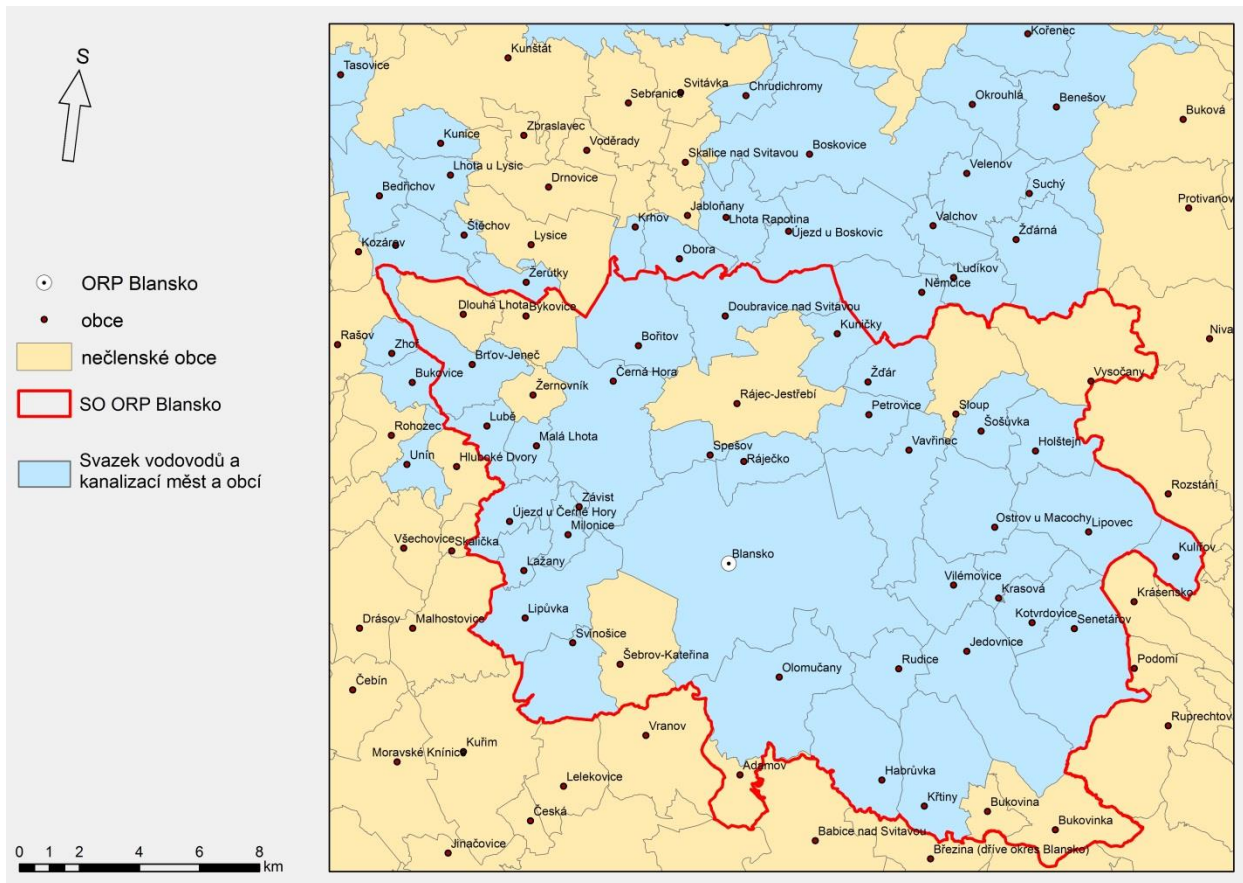 S
ORP Blansko
obce
nečlenské obce
SO ORP Blansko
Svazek vodovodů a
kanalizací měst a obcí
0 1 2 4 6 8
km
Kořenec
Kunštát
Tasovice
Svitávka
Chrudichromy
Sebranice
Okrouhlá
Benešov
Buková
Zbraslavec
Kunice
Voděrady
Boskovice
Skalice nad Svitavou
Lhota u Lysic
Velenov
Drnovice
Bedřichov
Suchý
Protivanov
Jabloňany
Krhov
Lhota Rapotina
Valchov
Újezd u Boskovic
Štěchov
Žďárná
Kozárov
Lysice
Obora
Ludíkov
Žerůtky
Němčice
Dlouhá Lhota
Býkovice
Doubravice nad Svitavou
Rašov
Kuničky
Niva
Zhoř
Bořitov
Brťov-Jeneč
Bukovice
Černá Hora
Žďár
Vysočany
Žernovník
Rájec-Jestřebí
Petrovice
Sloup
Lubě
Šošůvka
Rohozec
Malá Lhota
Vavřinec
Holštejn
Unín
Hluboké Dvory
Spešov
Ráječko
Rozstání
Závist
Újezd u Černé Hory
Milonice
Ostrov u Macochy
Lipovec
Všechovice
Skalička
Blansko
Kulířov
Lažany
Vilémovice
Krasová
Krásensko
Lipůvka
Kotvrdovice
Senetářov
Drásov
Malhostovice
Svinošice
Jedovnice
Šebrov-Kateřina
Olomučany
Rudice
Podomí
Čebín
Ruprechtov
Vranov
Kuřim
Moravské Knínice
Adamov
Habrůvka
Lelekovice
Křtiny
Bukovina
Česká
Bukovinka
Babice nad Svitavou
Jinačovice
Březina (dříve okres Blansko)